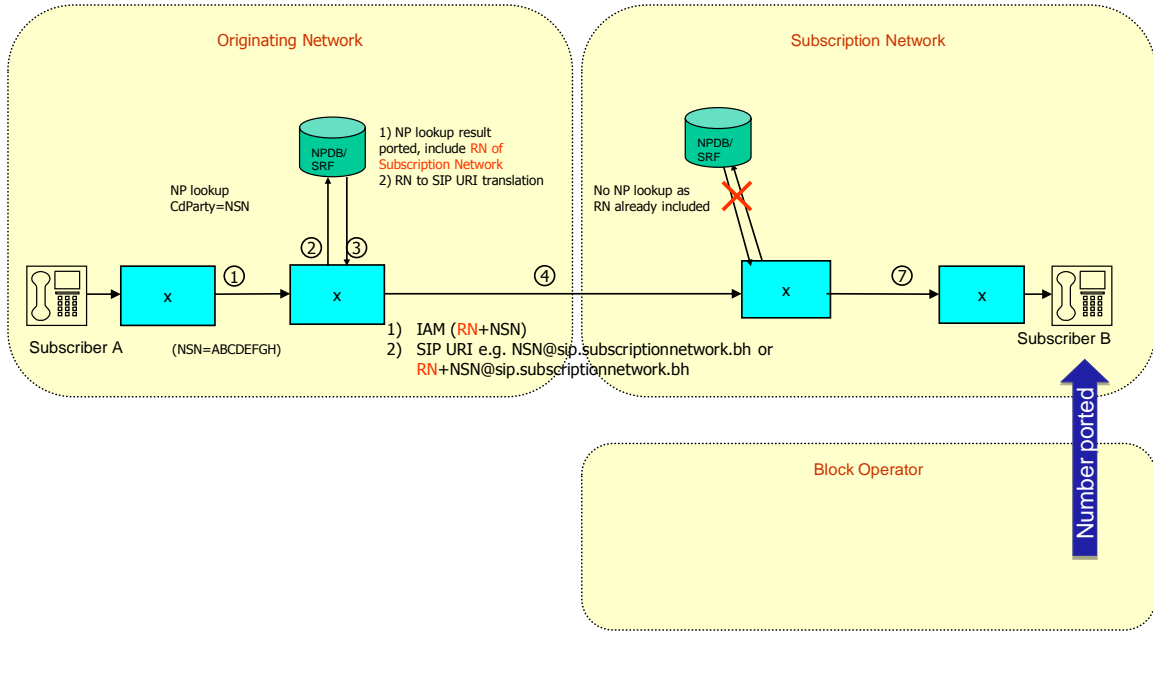 Originating Network
Subscription Network
NPDB/
SRF
1) NP lookup result
ported, include RN of
Subscription Network
2) RN to SIP URI translation
NPDB/
SRF
NP lookup
CdParty=NSN
No NP lookup as
RN already included
2
3
1
4
7
x
x
x
x
Subscriber A
(NSN=ABCDEFGH)
1) IAM (RN+NSN)
2) SIP URI e.g. NSN@sip.subscriptionnetwork.bh or
RN+NSN@sip.subscriptionnetwork.bh
Subscriber B
Number ported
Block Operator